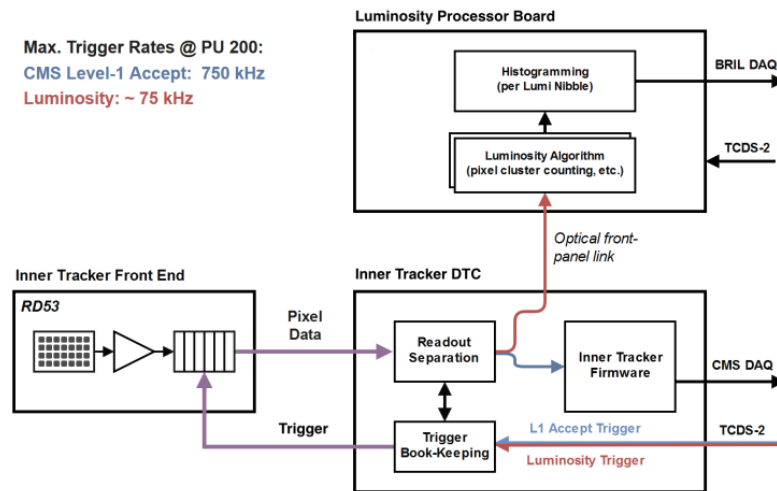 Max. Trigger Rates @ PU 200:
CMS Level-1 Accept: 750 kHz
Luminosity: ~ 75 kHz
Luminosity Processor Board
Histogramming
(per Lumi Nibble)
BRIL DAQ
Luminosity Algorithm
(pixel cluster counting, etc.)
TCDS-2
Optical front-
panel link
Inner Tracker Front End
RD53
Pixel
Data
Trigger
Inner Tracker DTC
Readout
Separation
Inner Tracker
Firmware
CMS DAQ
Trigger
Book-Keeping
L1 Accept Trigger
Luminosity Trigger
TCDS-2